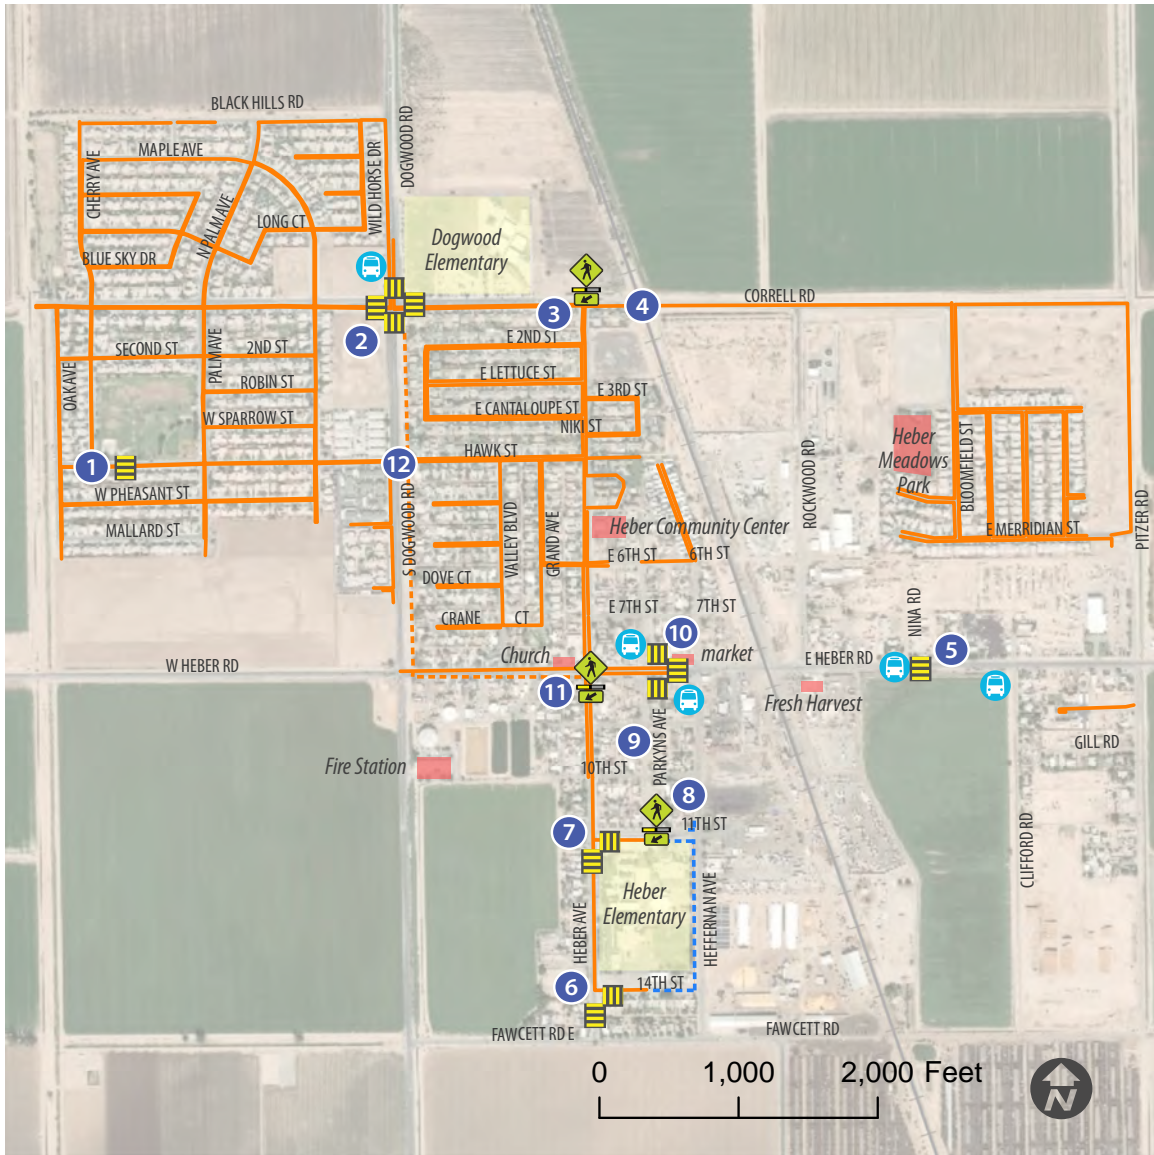 BLACK HILLS RD
DOGWOOD RD
MAPLE AVE
WILD HORSE DR
CHERRY AVE
N PALM AVE
LONG CT
Dogwood
Elementary
BLUE SKY DR
CORRELL RD
3
4
2
E 2ND ST
SECOND ST
2ND ST
PALM AVE
OAK AVE
E LETTUCE ST
ROBIN ST
E 3RD ST
E CANTALOUPE ST
W SPARROW ST
NIKI ST
Heber
Meadows
Park
BLOOMFIELD ST
HAWK ST
1
12
ROCKWOOD RD
W PHEASANT ST
S DOGWOOD RD
VALLEY BLVD
GRAND AVE
MALLARD ST
Heber Community Center
E MERRIDIAN ST
PITZER RD
E 6TH ST
6TH ST
DOVE CT
E 7TH ST
7TH ST
NINA RD
CRANE
CT
10
5
Church
market
E HEBER RD
W HEBER RD
11
Fresh Harvest
PARKYNS AVE
9
GILL RD
Fire Station
10TH ST
8
11TH ST
7
CLIFFORD RD
Heber
Elementary
HEBER AVE
HEFFERNAN AVE
6
14TH ST
FAWCETT RD E
FAWCETT RD
0
1,000
2,000 Feet
N